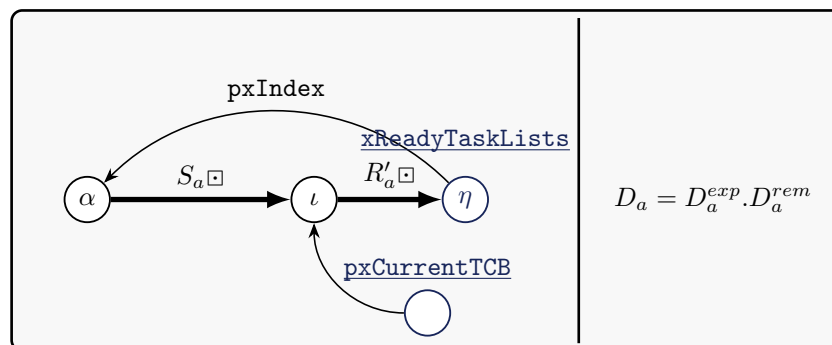 pxIndex
xReadyTaskLists
S_a⊡ R'_a⊡
α ι η D_a = D_a^{exp}.D_a^{rem}
pxCurrentTCB